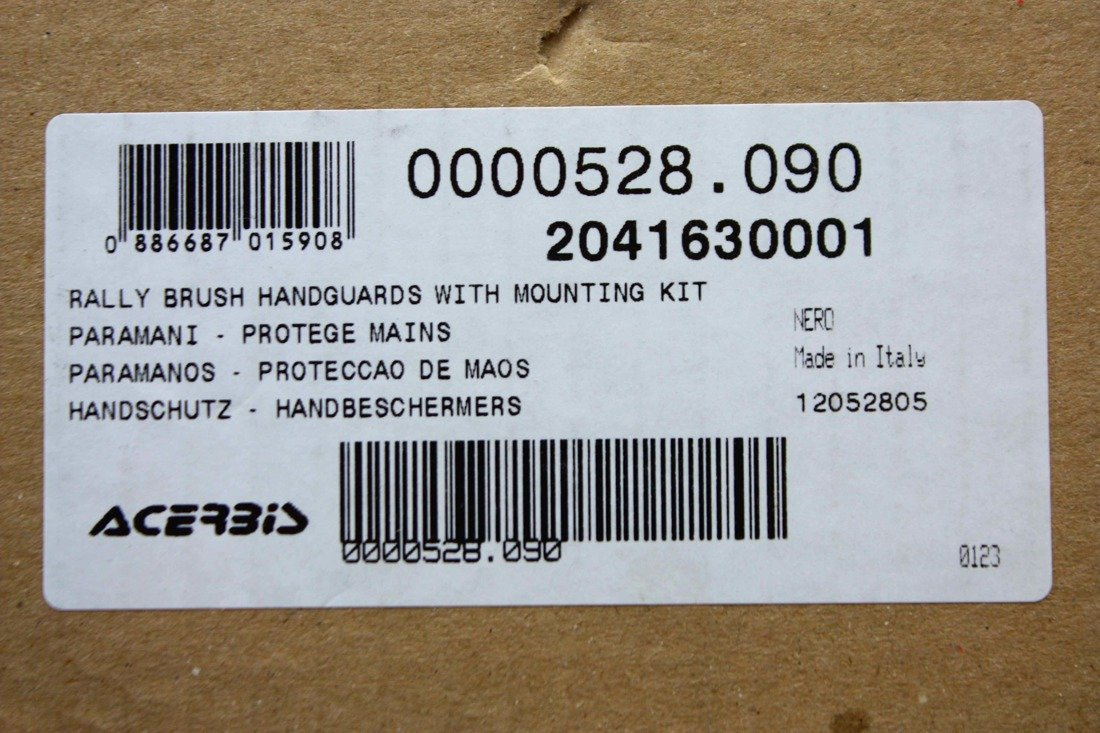 0000528.090
0 886687 015908
2041630001
RALLY BRUSH HANDGUARDS WITH MOUNTING KIT
PARAMANI - PROTEGE MAINS
NERO
PARAMANOS - PROTECCAO DE MAOS
Made in Italy
HANDSCHUTZ - HANDBESCHERMERS
12052805
ACERBIS
0000528.090
0123